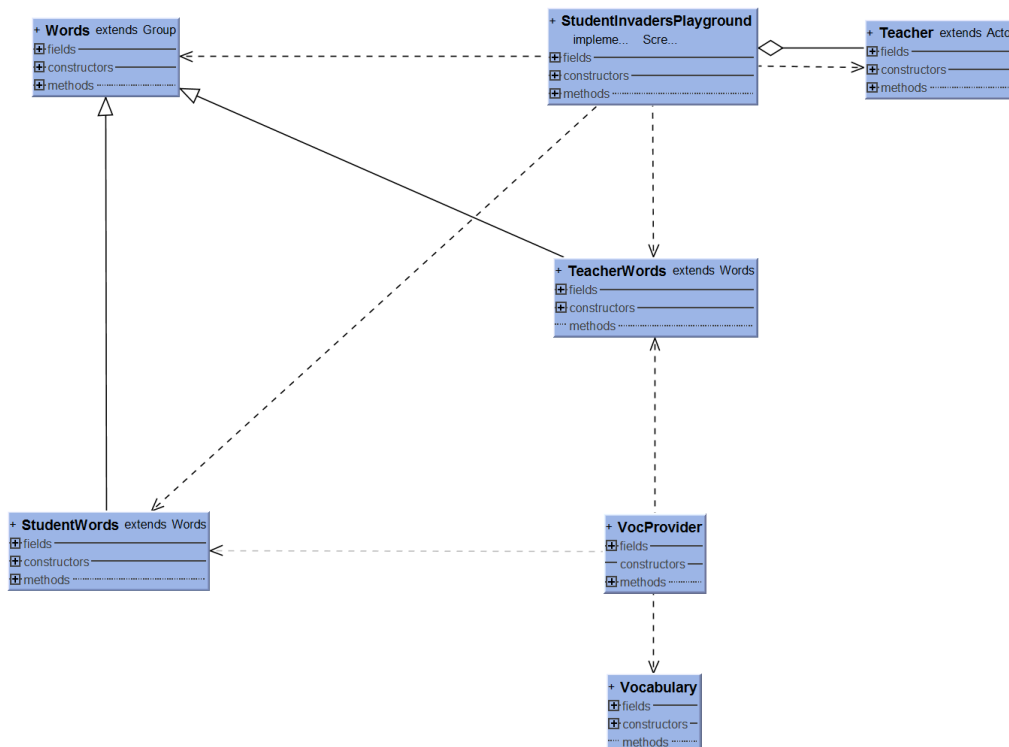 + Words extends Group
fields
constructors
methods
+ StudentInvadersPlayground
impleme... Scre...
fields
constructors
methods
+ Teacher extends Acto
fields
constructors
methods
+ TeacherWords extends Words
fields
constructors
methods
+ StudentWords extends Words
fields
constructors
methods
+ VocProvider
fields
constructors
methods
+ Vocabulary
fields
constructors
methods